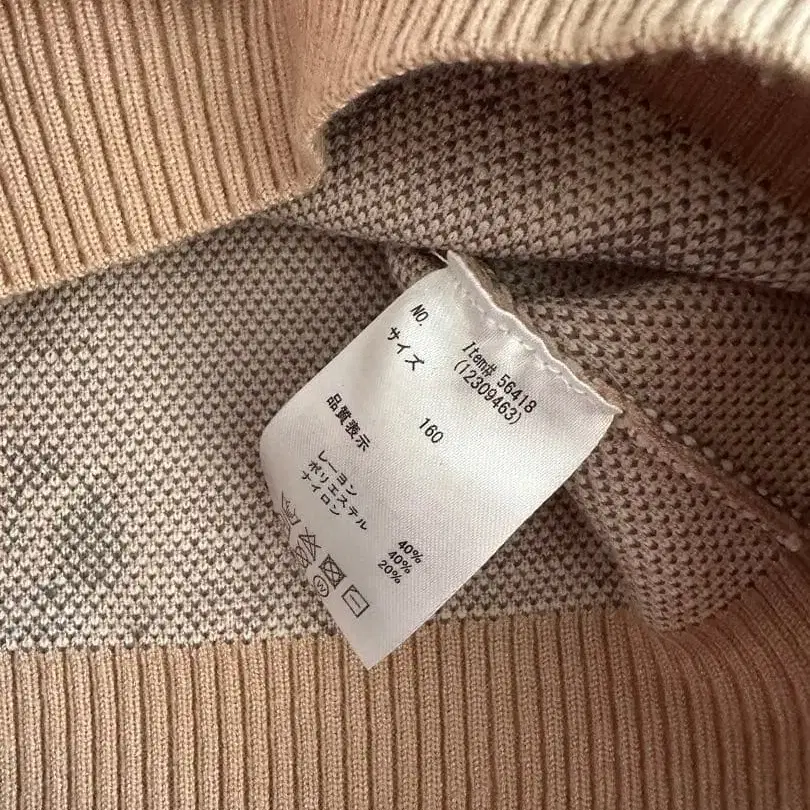 NO. Item# 56418
(12309463)
サイズ 160
品質表示
レーヨン 40%
ポリエステル 40%
ナイロン 20%